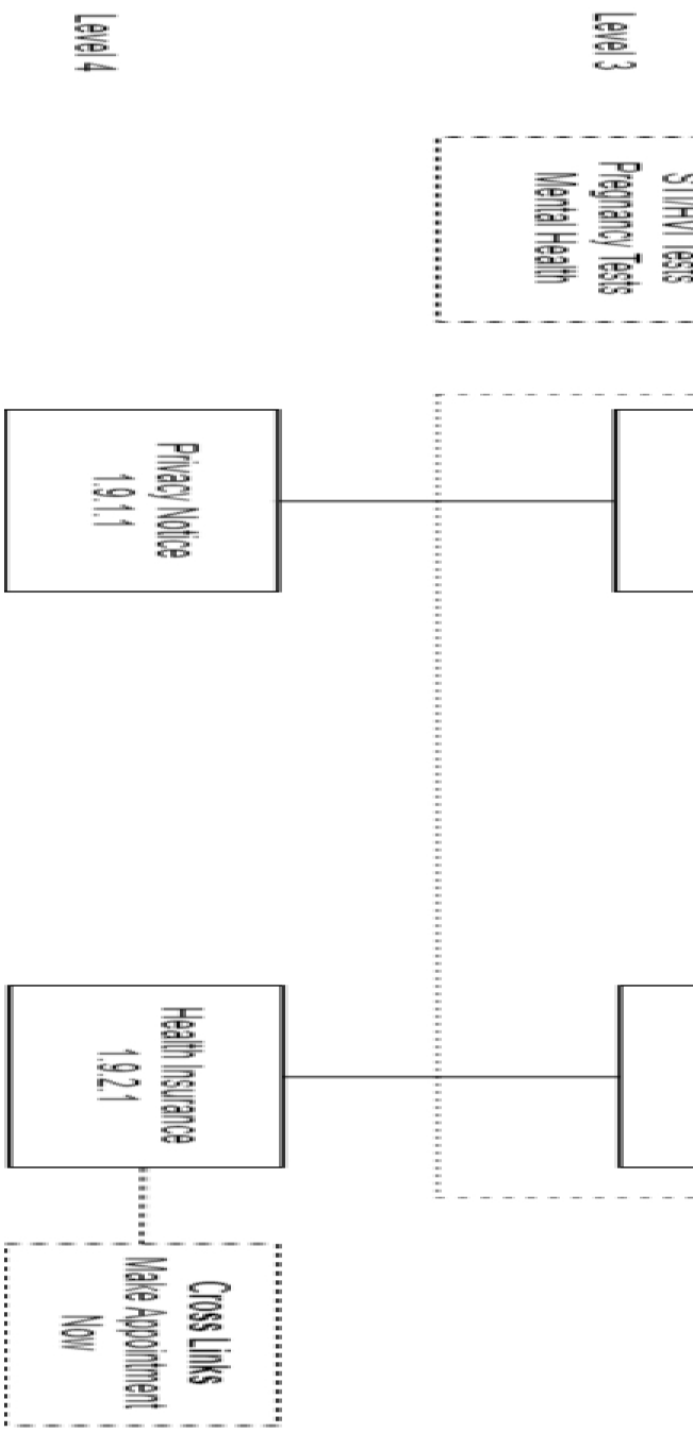 Level 3
STI/HVI Tests
Pregnancy Tests
Mental Health
Level 4
Privacy Notice
1.9.1.1
Health Insurance
1.9.2.1
Cross Links
Make Appointment
Now